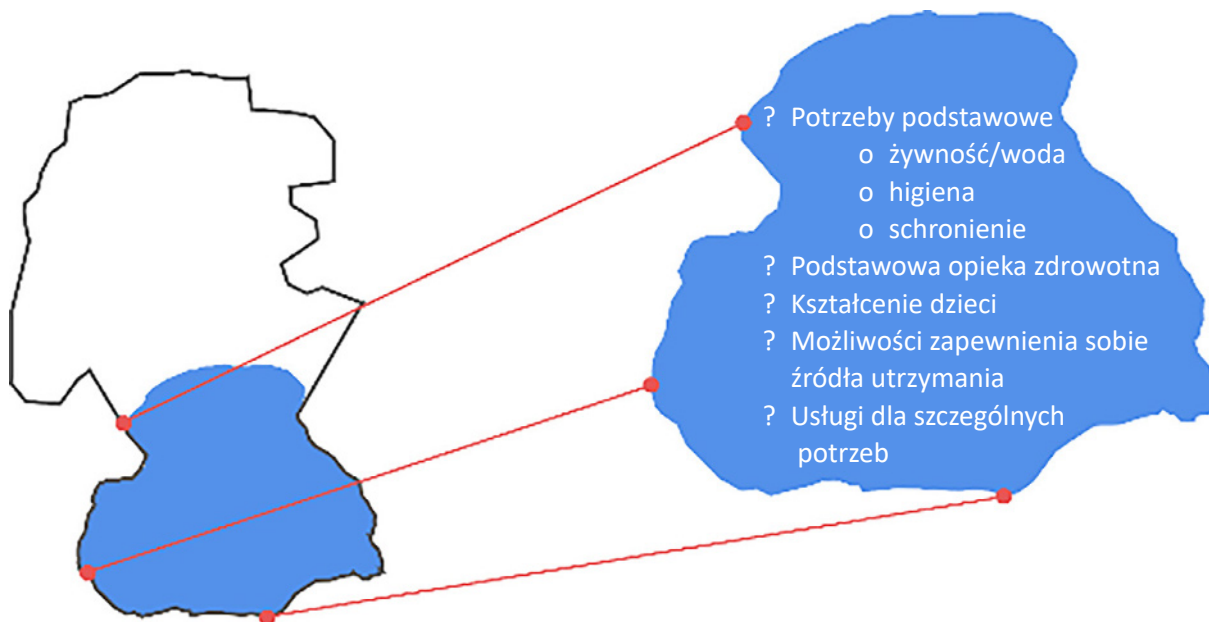 ? Potrzeby podstawowe
o żywność/woda
o higiena
o schronienie
? Podstawowa opieka zdrowotna
? Kształcenie dzieci
? Możliwości zapewnienia sobie
źródła utrzymania
? Usługi dla szczególnych
potrzeb